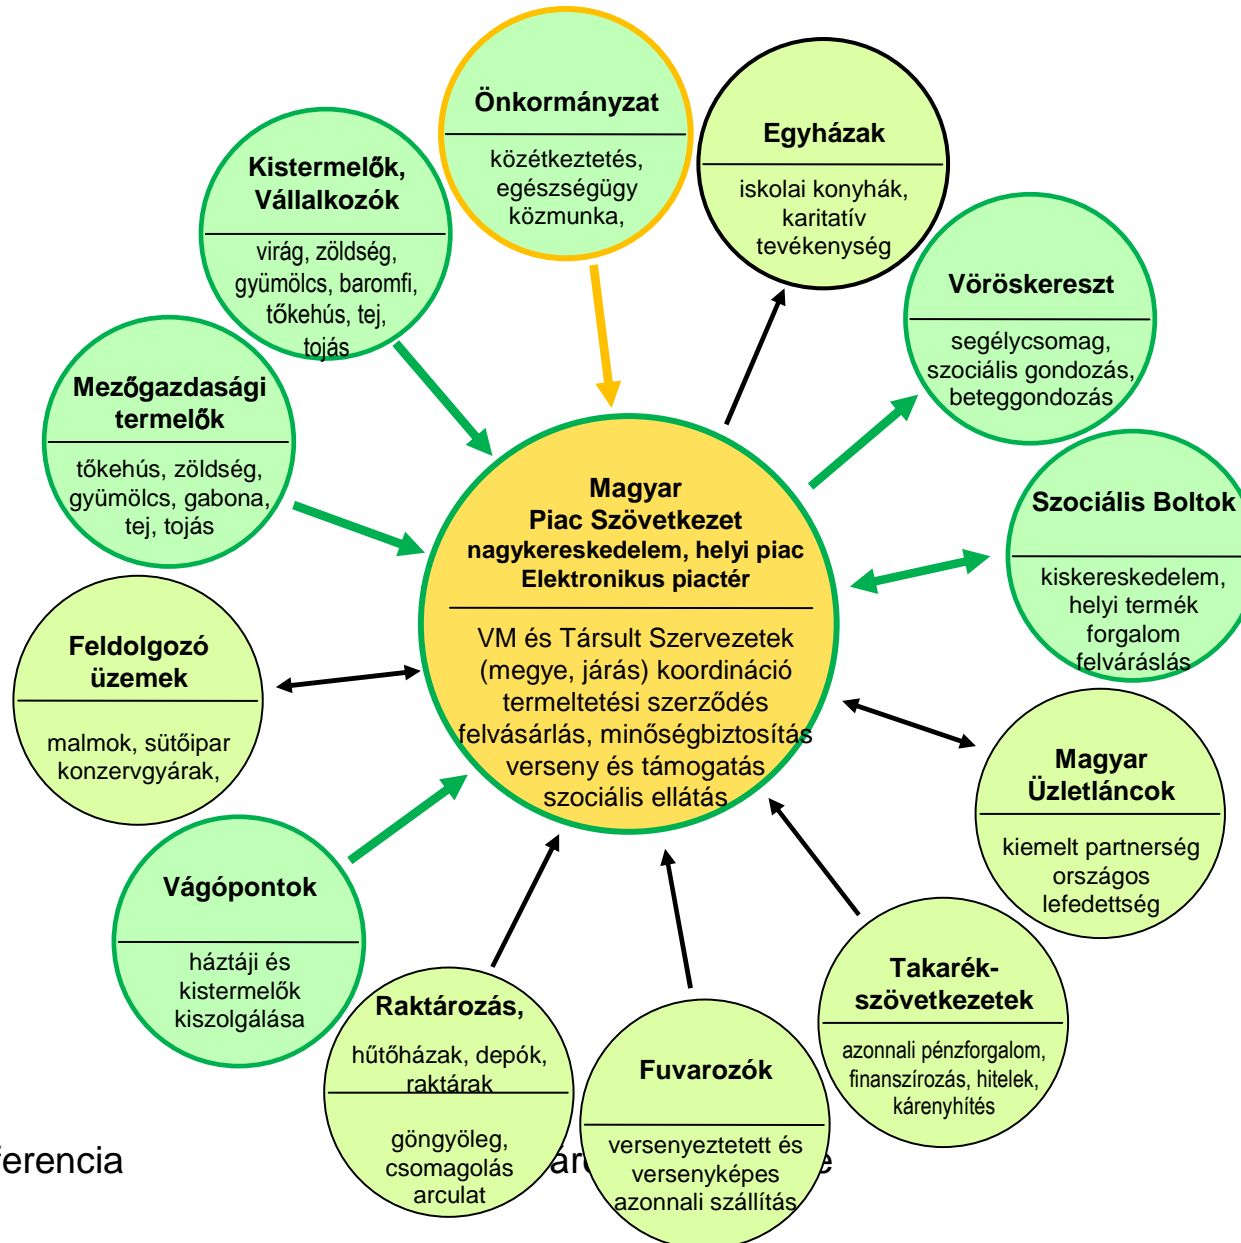 Önkormányzat
közétkeztetés,
egészségügy
közmunka,
Egyházak
iskolai konyhák,
karitatív
tevékenység
Kistermelők,
Vállalkozók
virág, zöldség,
gyümölcs, baromfi,
tőkehús, tej,
tojás
Vöröskereszt
segélycsomag,
szociális gondozás,
beteggondozás
Mezőgazdasági
termelők
tőkehús, zöldség,
gyümölcs, gabona,
tej, tojás
Szociális Boltok
kiskereskedelem,
helyi termék
forgalom
felváráslás
Magyar
Piac Szövetkezet
nagykereskedelem, helyi piac
Elektronikus piactér
VM és Társult Szervezetek
(megye, járás) koordináció
termeltetési szerződés
felvásárlás, minőségbiztosítás
verseny és támogatás
szociális ellátás
Feldolgozó
üzemek
malmok, sütőipar
konzervgyárak,
Magyar
Üzletláncok
kiemelt partnerség
országos
lefedettség
Vágópontok
háztáji és
kistermelők
kiszolgálása
Takarék-
szövetkezetek
azonnali pénzforgalom,
finanszírozás, hitelek,
kárenyhítés
Raktározás,
hűtőházak, depók,
raktárak
göngyöleg,
csomagolás
arculat
Fuvarozók
versenyeztetett és
versenyképes
azonnali szállítás
ferencia